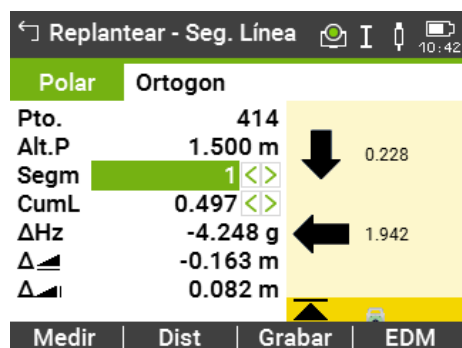 Replantear - Seg. Línea I 10:42
Polar Ortogon
Pto. 414
Alt.P 1.500 m
Segm 1
CumL 0.497
ΔHz -4.248 g
Δ -0.163 m
Δ 0.082 m
0.228
1.942
Medir Dist Grabar EDM